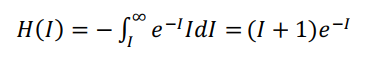 H(I) = − ∫_I^∞ e^{−I} I dI = (I + 1)e^{−I}